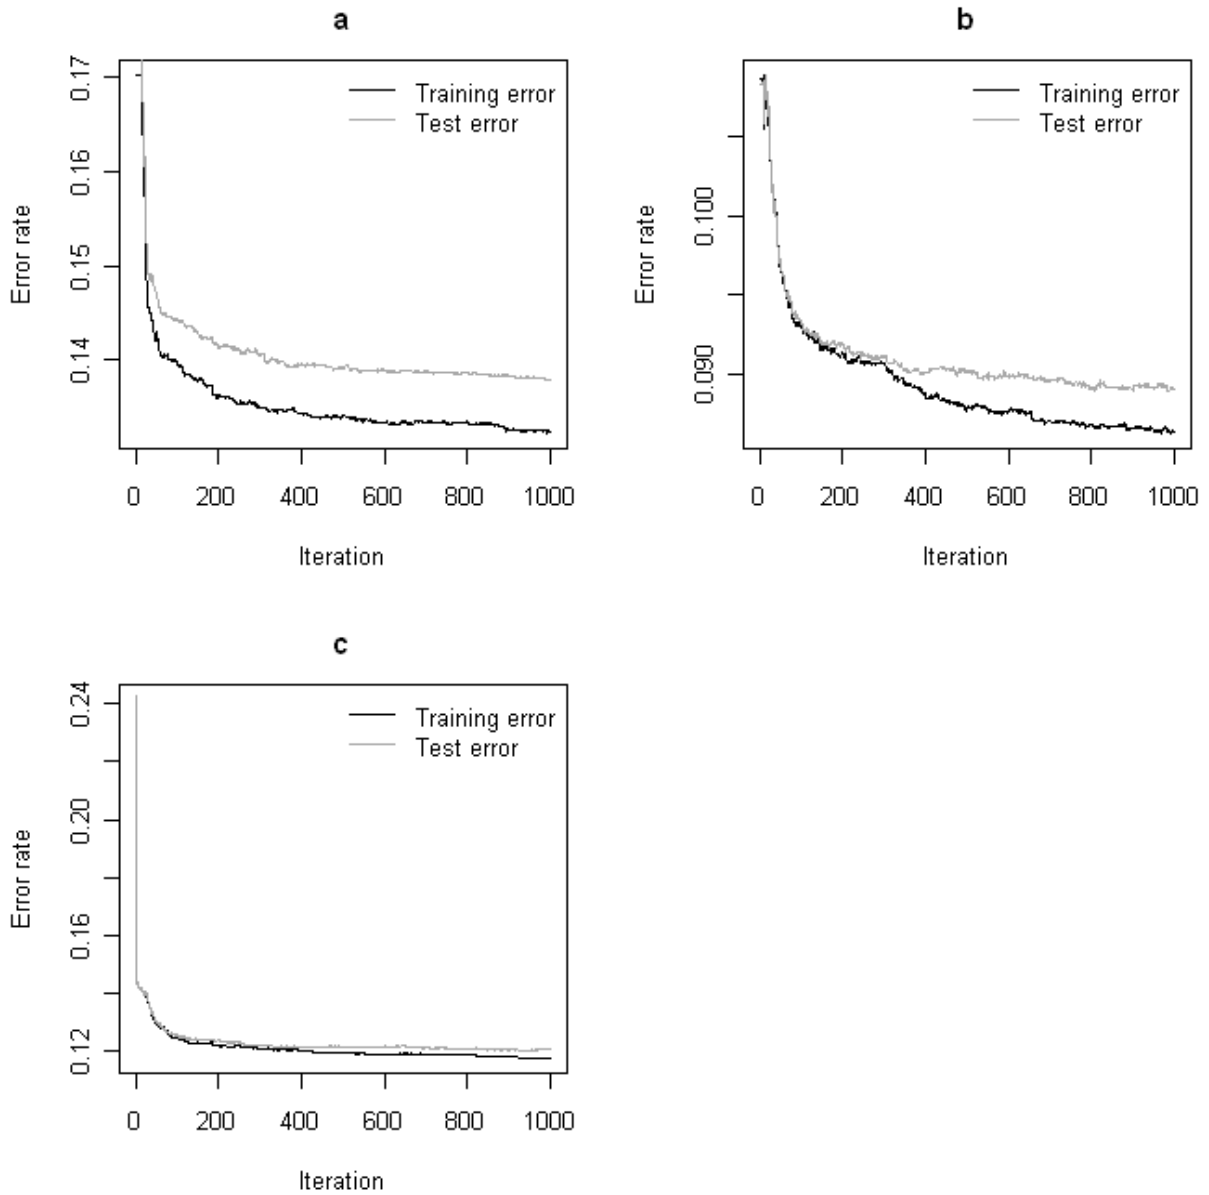 a
0.17
0.16
0.15
0.14
Error rate
Training error
Test error
0 200 400 600 800 1000
Iteration
b
0.100
0.090
Error rate
Training error
Test error
0 200 400 600 800 1000
Iteration
c
0.24
0.20
0.16
0.12
Error rate
Training error
Test error
0 200 400 600 800 1000
Iteration